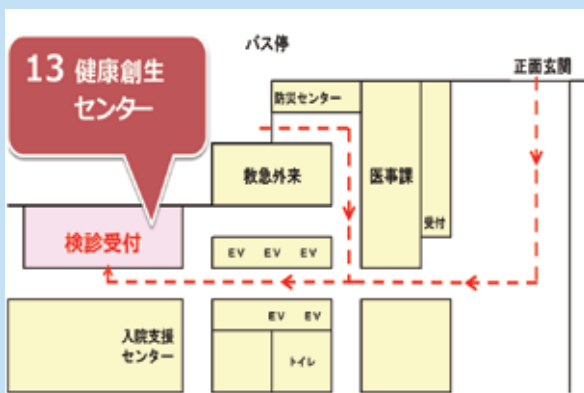 バス停
正面玄関
13 健康創生
センター
防災センター
救急外来
医事課
受付
検診受付
EV EV EV
EV EV
入院支援
センター
トイレ